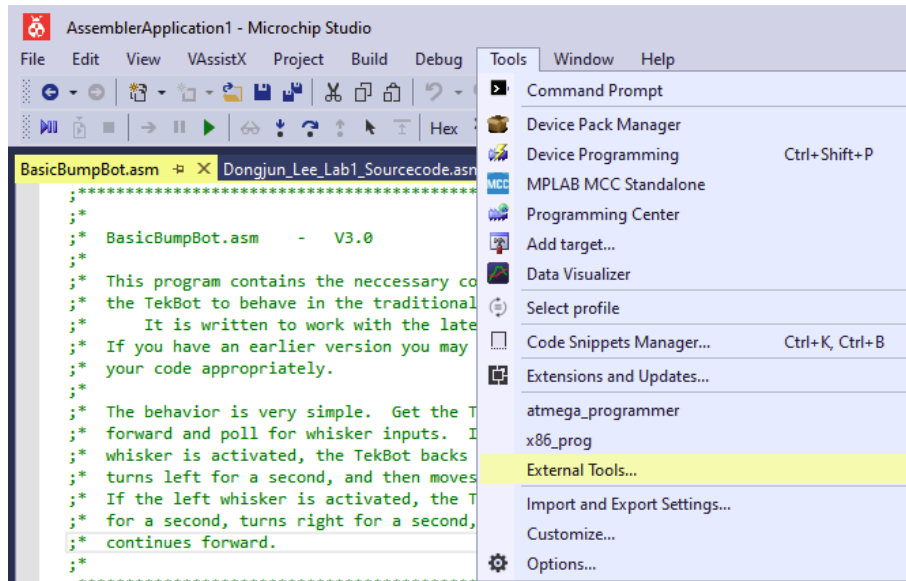 AssemblerApplication1 - Microchip Studio
File Edit View VAssistX Project Build Debug Tools Window Help
Hex
BasicBumpBot.asm Dongjun_Lee_Lab1_Sourcecode.asm
;***************************************************
;*
;* BasicBumpBot.asm - V3.0
;*
;* This program contains the neccessary co
;* the TekBot to behave in the traditional
;* It is written to work with the late
;* If you have an earlier version you may
;* your code appropriately.
;*
;* The behavior is very simple. Get the T
;* forward and poll for whisker inputs. I
;* whisker is activated, the TekBot backs
;* turns left for a second, and then moves
;* If the left whisker is activated, the T
;* for a second, turns right for a second,
;* continues forward.
;*
Command Prompt
Device Pack Manager
Device Programming Ctrl+Shift+P
MCC MPLAB MCC Standalone
Programming Center
Add target...
Data Visualizer
Select profile
Code Snippets Manager... Ctrl+K, Ctrl+B
Extensions and Updates...
atmega_programmer
x86_prog
External Tools...
Import and Export Settings...
Customize...
Options...